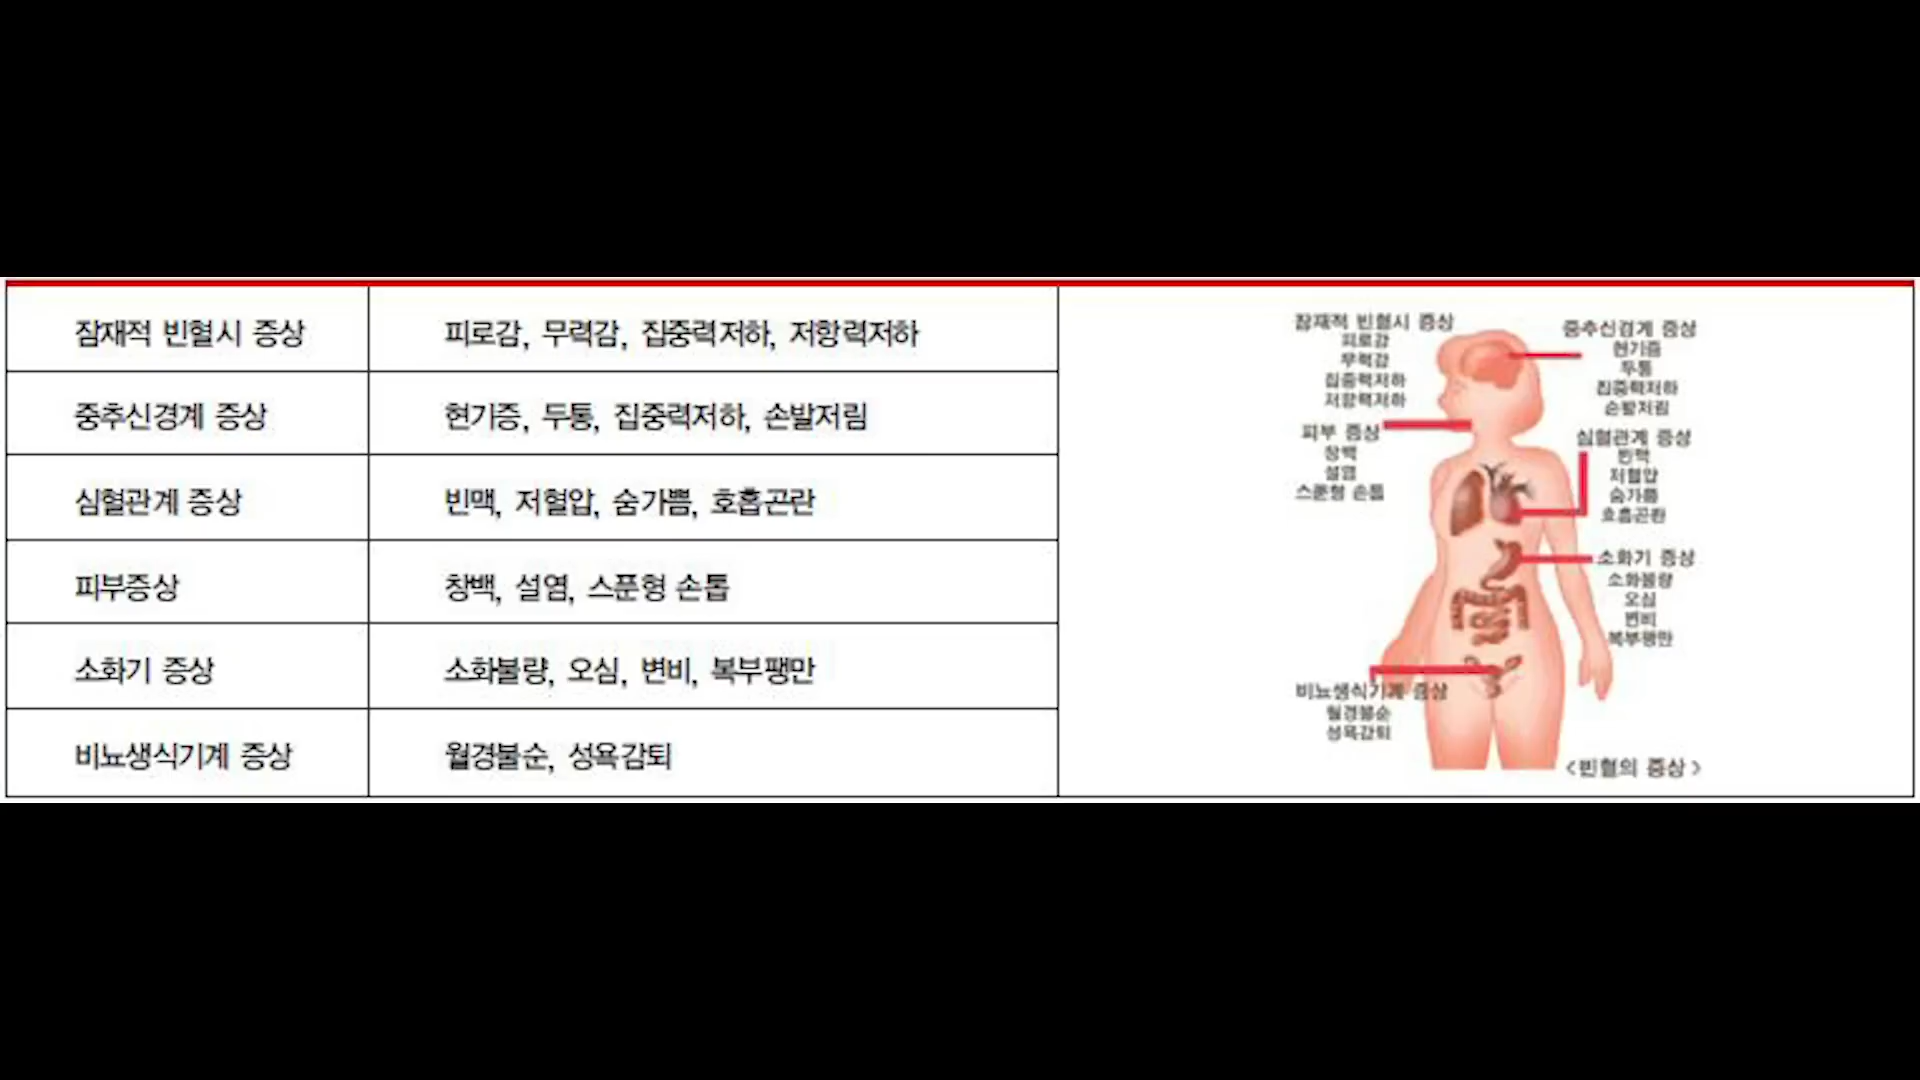 잠재적 빈혈시 증상
피로감, 무력감, 집중력저하, 저항력저하
중추신경계 증상
현기증, 두통, 집중력저하, 손발저림
심혈관계 증상
빈맥, 저혈압, 숨가쁨, 호흡곤란
피부증상
창백, 설염, 스푼형 손톱
소화기 증상
소화불량, 오심, 변비, 복부팽만
비뇨생식기계 증상
월경불순, 성욕감퇴
잠재적 빈혈시 증상
피로감
무력감
집중력저하
저항력저하
중추신경계 증상
현기증
두통
집중력저하
손발저림
피부 증상
창백
설염
스푼형 손톱
심혈관계 증상
빈맥
저혈압
숨가쁨
호흡곤란
소화기 증상
소화불량
오심
변비
복부팽만
비뇨생식기계 증상
월경불순
성욕감퇴
<빈혈의 증상>